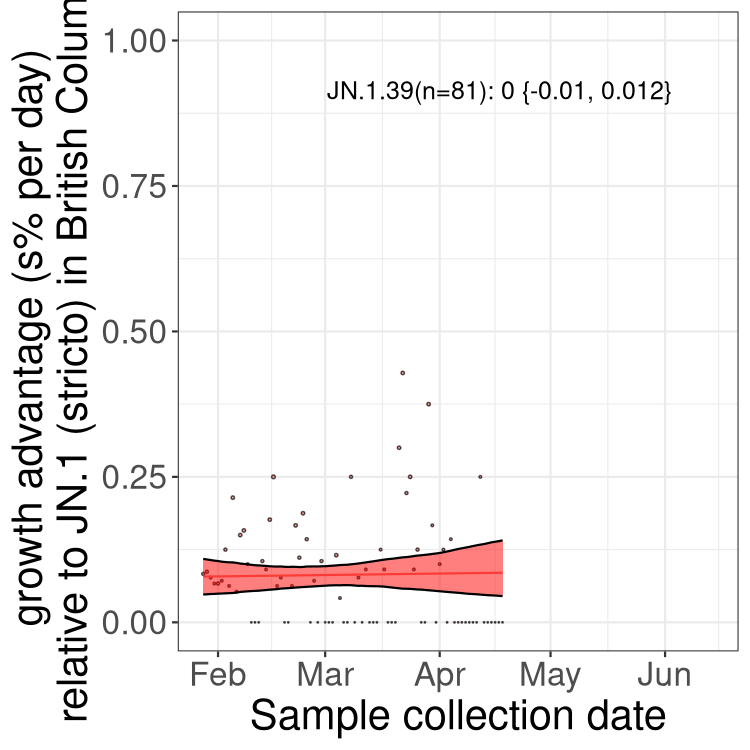 growth advantage (s% per day)
relative to JN.1 (stricto) in British Colum
1.00
0.75
0.50
0.25
0.00
JN.1.39(n=81): 0 {-0.01, 0.012}
Feb Mar Apr May Jun
Sample collection date